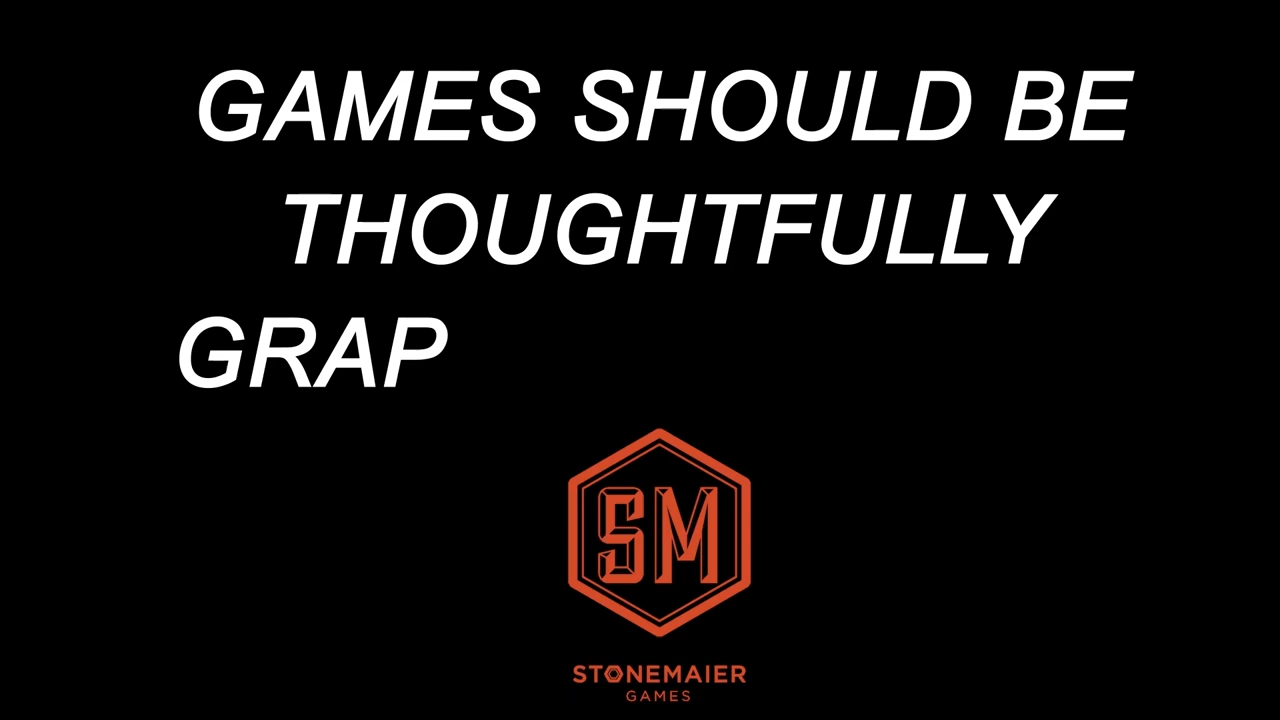 GAMES SHOULD BE
THOUGHTFULLY
GRAP
SM
STONEMAIER
GAMES